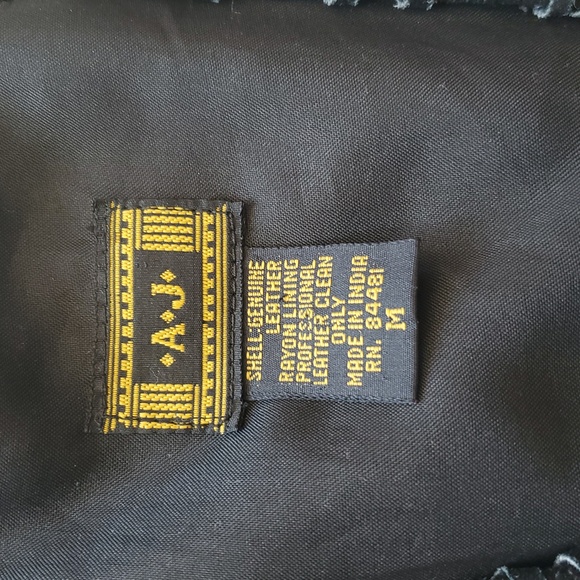 ·A·J·
SHELL-GENUINE
LEATHER
RAYON LINING
PROFESSIONAL
LEATHER CLEAN
ONLY
MADE IN INDIA
RN. 84481
M